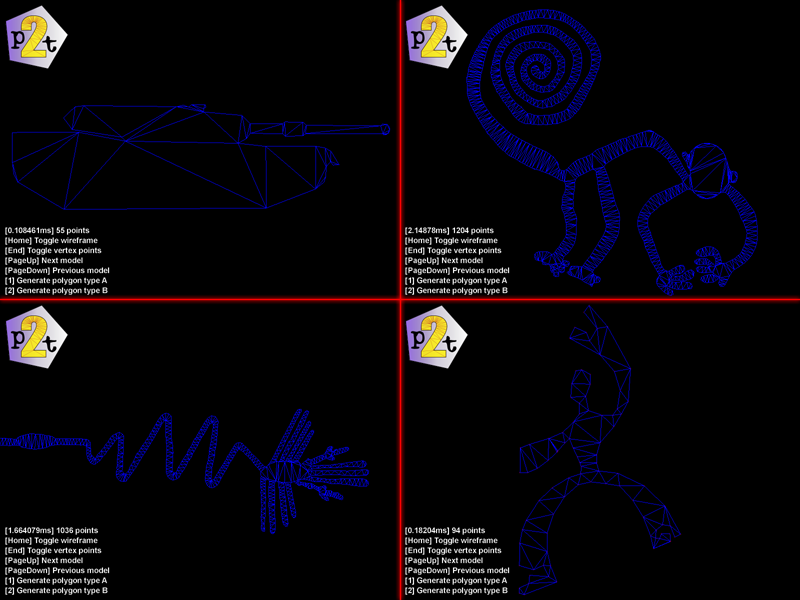 p2t
[0.108461ms] 55 points
[Home] Toggle wireframe
[End] Toggle vertex points
[PageUp] Next model
[PageDown] Previous model
[1] Generate polygon type A
[2] Generate polygon type B
p2t
[2.14878ms] 1204 points
[Home] Toggle wireframe
[End] Toggle vertex points
[PageUp] Next model
[PageDown] Previous model
[1] Generate polygon type A
[2] Generate polygon type B
p2t
[1.664079ms] 1036 points
[Home] Toggle wireframe
[End] Toggle vertex points
[PageUp] Next model
[PageDown] Previous model
[1] Generate polygon type A
[2] Generate polygon type B
p2t
[0.18204ms] 94 points
[Home] Toggle wireframe
[End] Toggle vertex points
[PageUp] Next model
[PageDown] Previous model
[1] Generate polygon type A
[2] Generate polygon type B